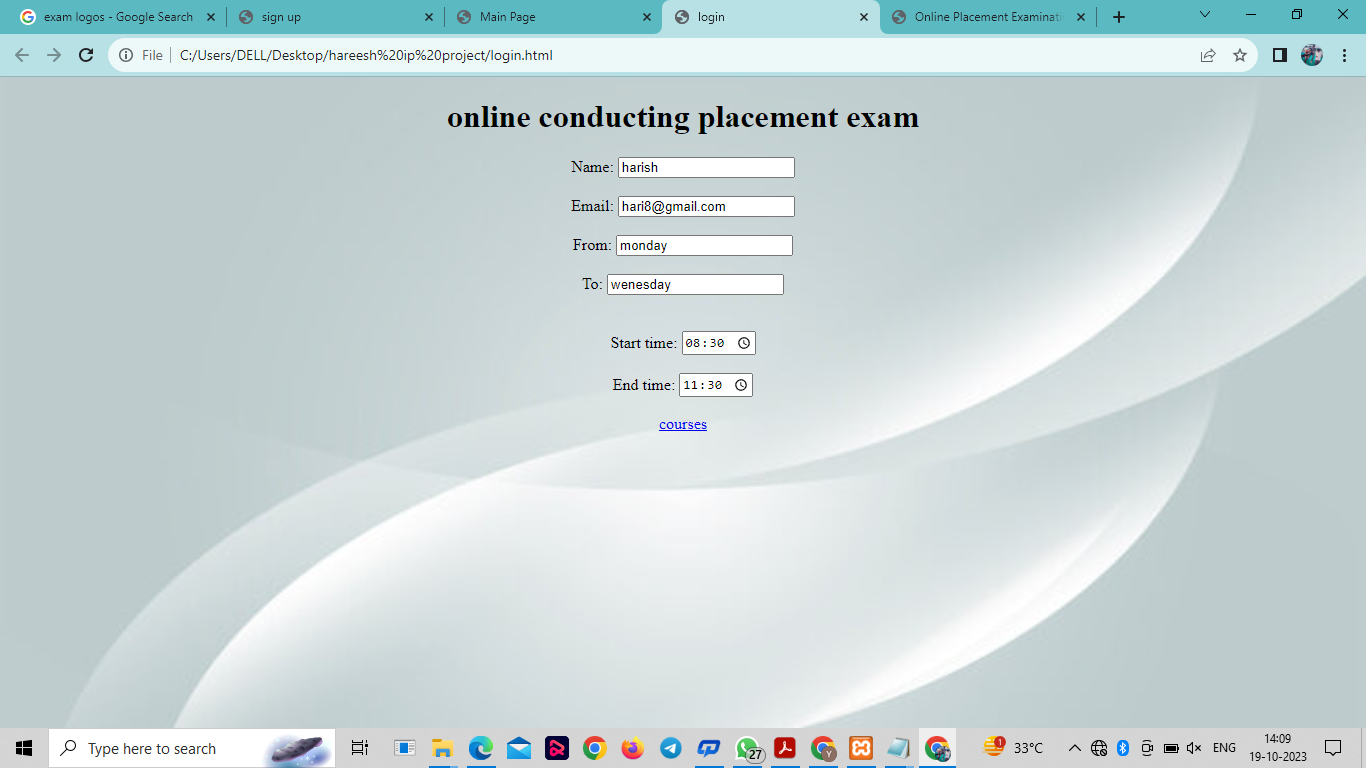 exam logos - Google Search
sign up
Main Page
login
Online Placement Examinati
File
C:/Users/DELL/Desktop/hareesh%20ip%20project/login.html
online conducting placement exam
Name: harish
Email: hari8@gmail.com
From: monday
To: wenesday
Start time: 08:30
End time: 11:30
courses
Type here to search
27
Y
1
33°C
ENG
14:09
19-10-2023